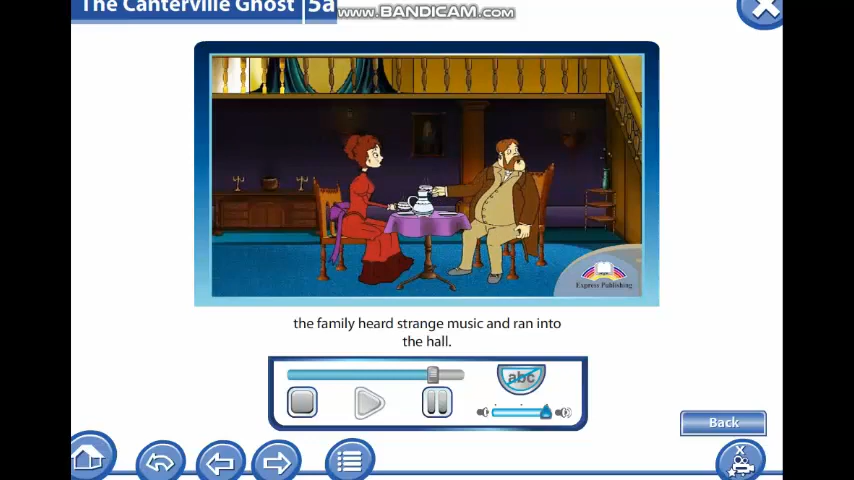 The Canterville Ghost 5a
www.BANDICAM.com
Express Publishing
the family heard strange music and ran into
the hall.
abc
Back
X